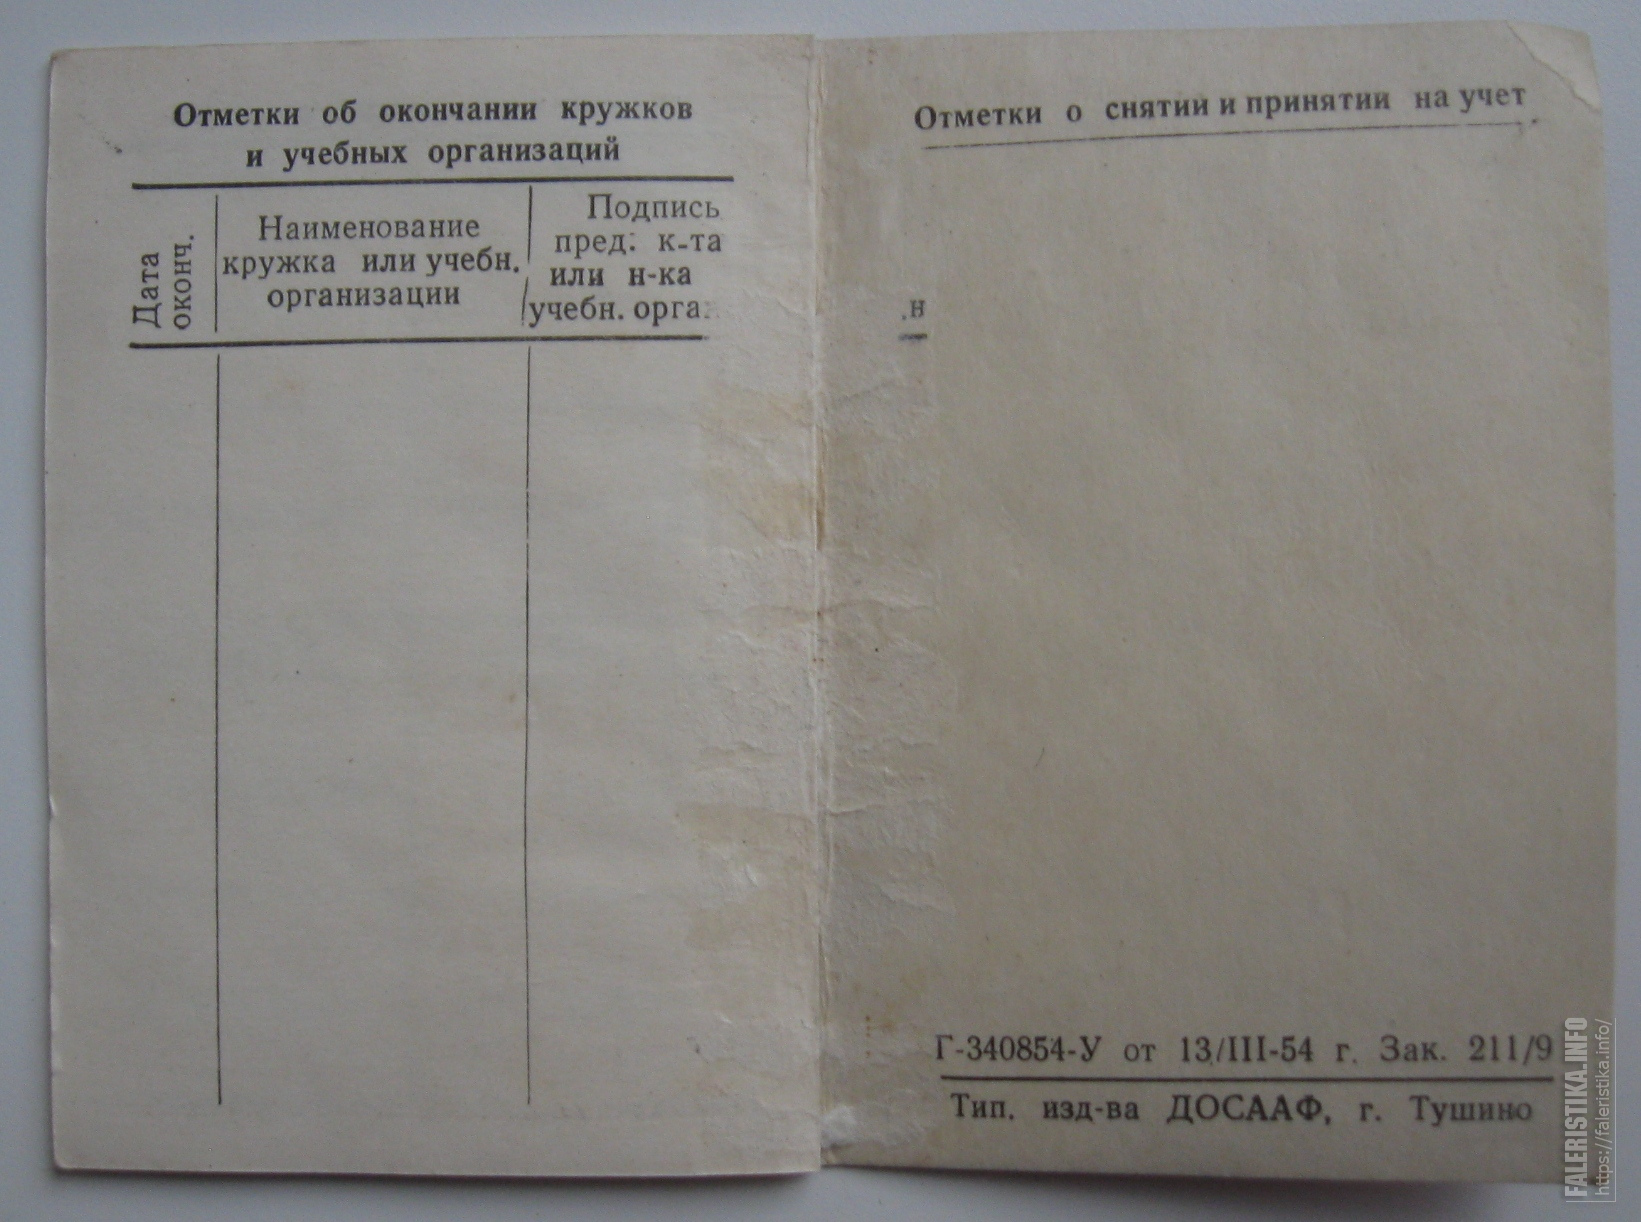 Отметки об окончании кружков
и учебных организаций
Дата
оконч.
Наименование
кружка или учебн.
организации
Подпись
пред: к-та
или н-ка
учебн. орга
Отметки о снятии и принятии на учет
н.
Г-340854-У от 13/III-54 г. Зак. 211/9
Тип. изд-ва ДОСААФ, г. Тушино
FALERISTIKA.INFO
https://faleristika.info/